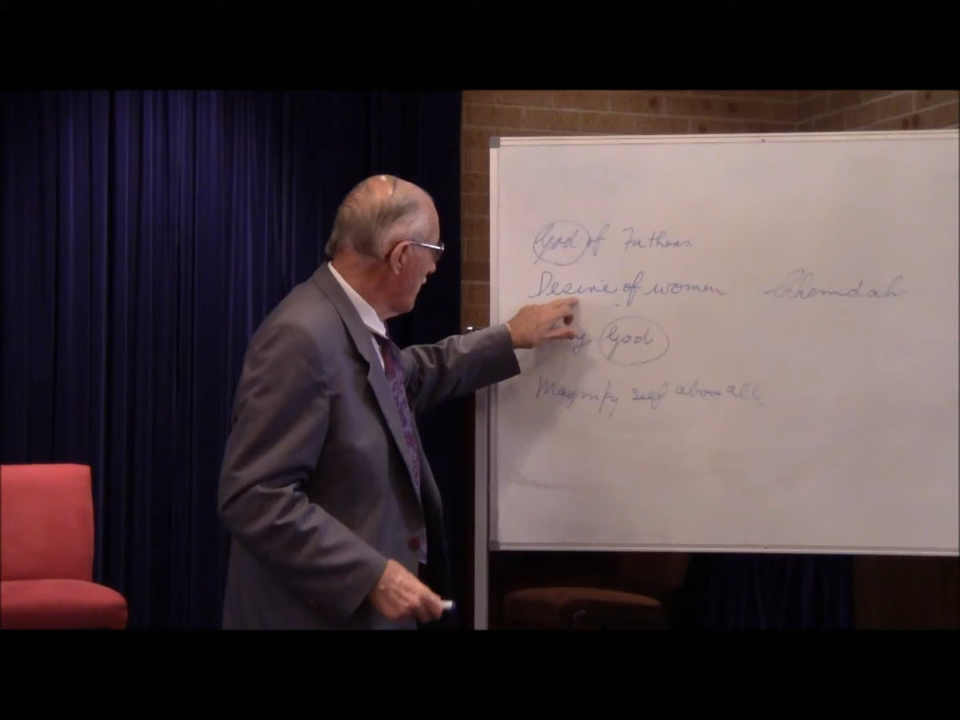 God of Fathers
Desire of women Chemdah
God
Magnify self above all